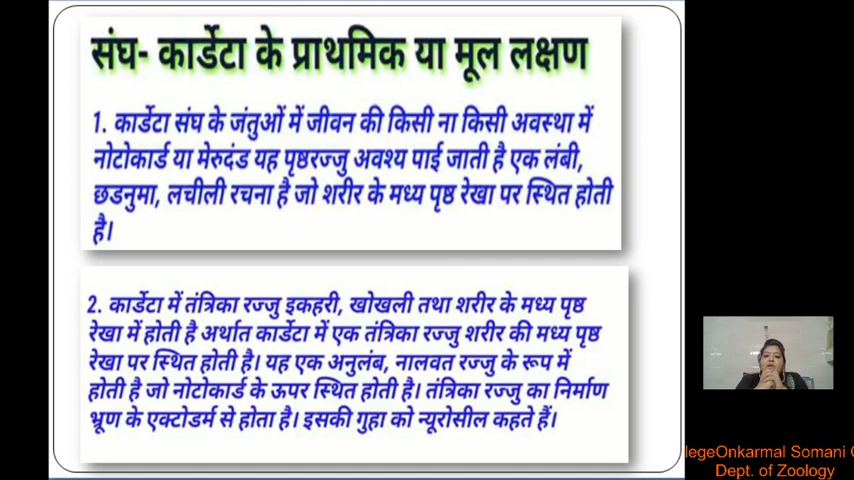 संघ- कार्डेटा के प्राथमिक या मूल लक्षण
1. कार्डेटा संघ के जंतुओं में जीवन की किसी ना किसी अवस्था में
नोटोकार्ड या मेरुदंड यह पृष्ठरज्जु अवश्य पाई जाती है एक लंबी,
छडनुमा, लचीली रचना है जो शरीर के मध्य पृष्ठ रेखा पर स्थित होती
है।
2. कार्डेटा में तंत्रिका रज्जु इकहरी, खोखली तथा शरीर के मध्य पृष्ठ
रेखा में होती है अर्थात कार्डेटा में एक तंत्रिका रज्जु शरीर की मध्य पृष्ठ
रेखा पर स्थित होती है। यह एक अनुलंब, नालवत रज्जु के रूप में
होती है जो नोटोकार्ड के ऊपर स्थित होती है। तंत्रिका रज्जु का निर्माण
भ्रूण के एक्टोडर्म से होता है। इसकी गुहा को न्यूरोसील कहते हैं।
legeOnkarmal Somani
Dept. of Zoology